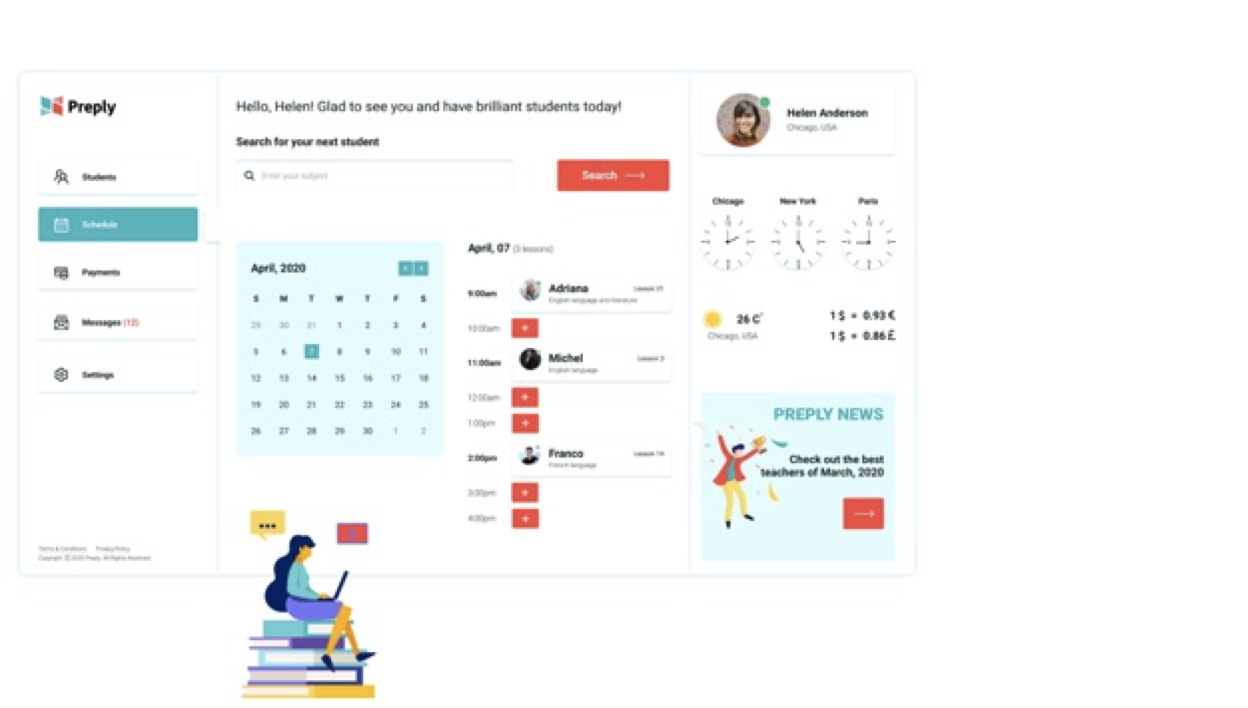 Preply
Students
Schedule
Payments
Messages (12)
Settings
Terms & Conditions Privacy Policy
Copyright © 2020 Preply. All Rights Reserved
Hello, Helen! Glad to see you and have brilliant students today!
Search for your next student
Enter your subject
Search
April, 2020
S M T W T F S
29 30 31 1 2 3 4
5 6 7 8 9 10 11
12 13 14 15 16 17 18
19 20 21 22 23 24 25
26 27 28 29 30 1 2
April, 07 (3 lessons)
9:00am
Adriana
Lesson 21
English language and literature
10:00am
11:00am
Michel
Lesson 3
English language
12:00am
1:00pm
2:00pm
Franco
Lesson 14
French language
3:00pm
4:00pm
Helen Anderson
Chicago, USA
Chicago New York Paris
26 C°
Chicago, USA
1 $ = 0.93 €
1 $ = 0.86 £
PREPLY NEWS
Check out the best
teachers of March, 2020